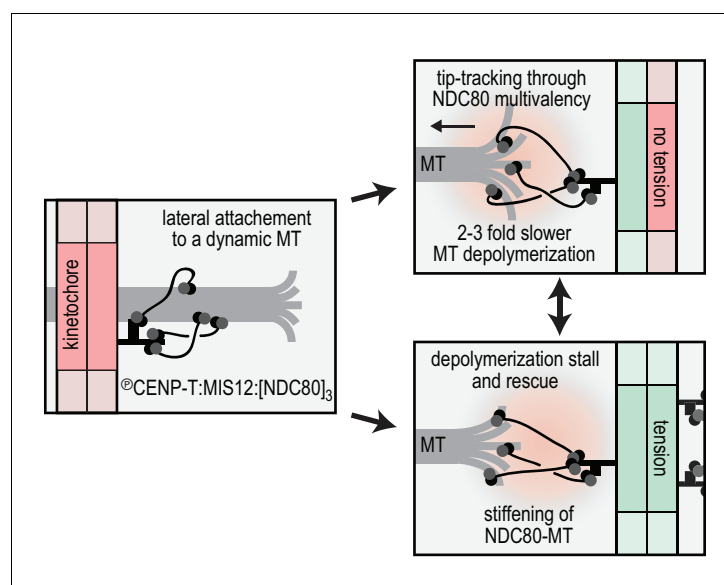 lateral attachement
to a dynamic MT
kinetochore
℗CENP-T:MIS12:[NDC80]3
tip-tracking through
NDC80 multivalency
MT
no tension
2-3 fold slower
MT depolymerization
depolymerization stall
and rescue
MT
tension
stiffening of
NDC80-MT